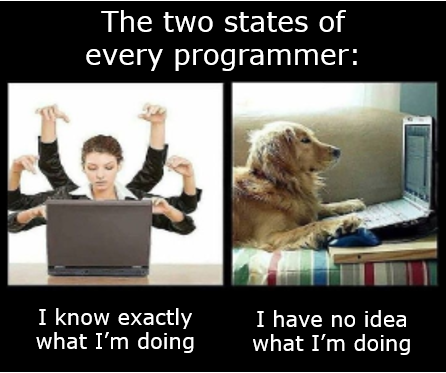 The two states of
every programmer:
I know exactly
what I'm doing
I have no idea
what I'm doing